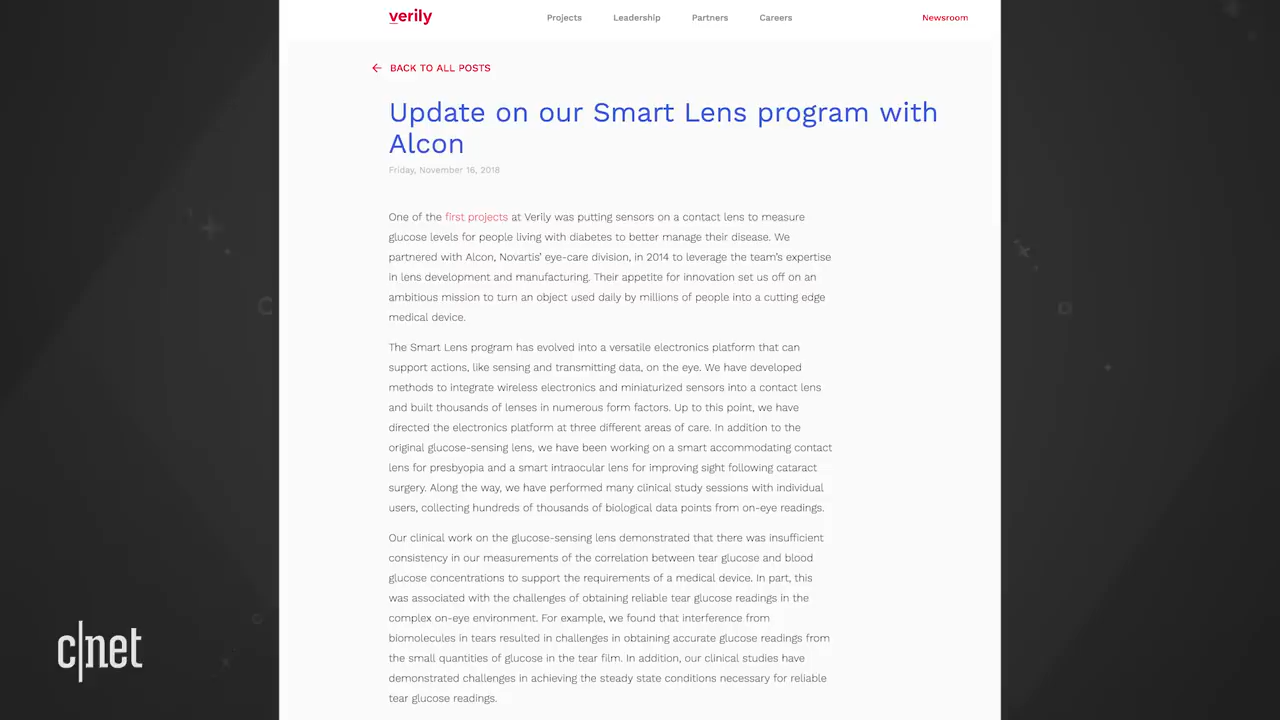 verily
Projects
Leadership
Partners
Careers
Newsroom
← BACK TO ALL POSTS
Update on our Smart Lens program with
Alcon
Friday, November 16, 2018
One of the first projects at Verily was putting sensors on a contact lens to measure
glucose levels for people living with diabetes to better manage their disease. We
partnered with Alcon, Novartis’ eye-care division, in 2014 to leverage the team’s expertise
in lens development and manufacturing. Their appetite for innovation set us off on an
ambitious mission to turn an object used daily by millions of people into a cutting edge
medical device.
The Smart Lens program has evolved into a versatile electronics platform that can
support actions, like sensing and transmitting data, on the eye. We have developed
methods to integrate wireless electronics and miniaturized sensors into a contact lens
and built thousands of lenses in numerous form factors. Up to this point, we have
directed the electronics platform at three different areas of care. In addition to the
original glucose-sensing lens, we have been working on a smart accommodating contact
lens for presbyopia and a smart intraocular lens for improving sight following cataract
surgery. Along the way, we have performed many clinical study sessions with individual
users, collecting hundreds of thousands of biological data points from on-eye readings.
Our clinical work on the glucose-sensing lens demonstrated that there was insufficient
consistency in our measurements of the correlation between tear glucose and blood
glucose concentrations to support the requirements of a medical device. In part, this
was associated with the challenges of obtaining reliable tear glucose readings in the
complex on-eye environment. For example, we found that interference from
biomolecules in tears resulted in challenges in obtaining accurate glucose readings from
the small quantities of glucose in the tear film. In addition, our clinical studies have
demonstrated challenges in achieving the steady state conditions necessary for reliable
tear glucose readings.
c|net